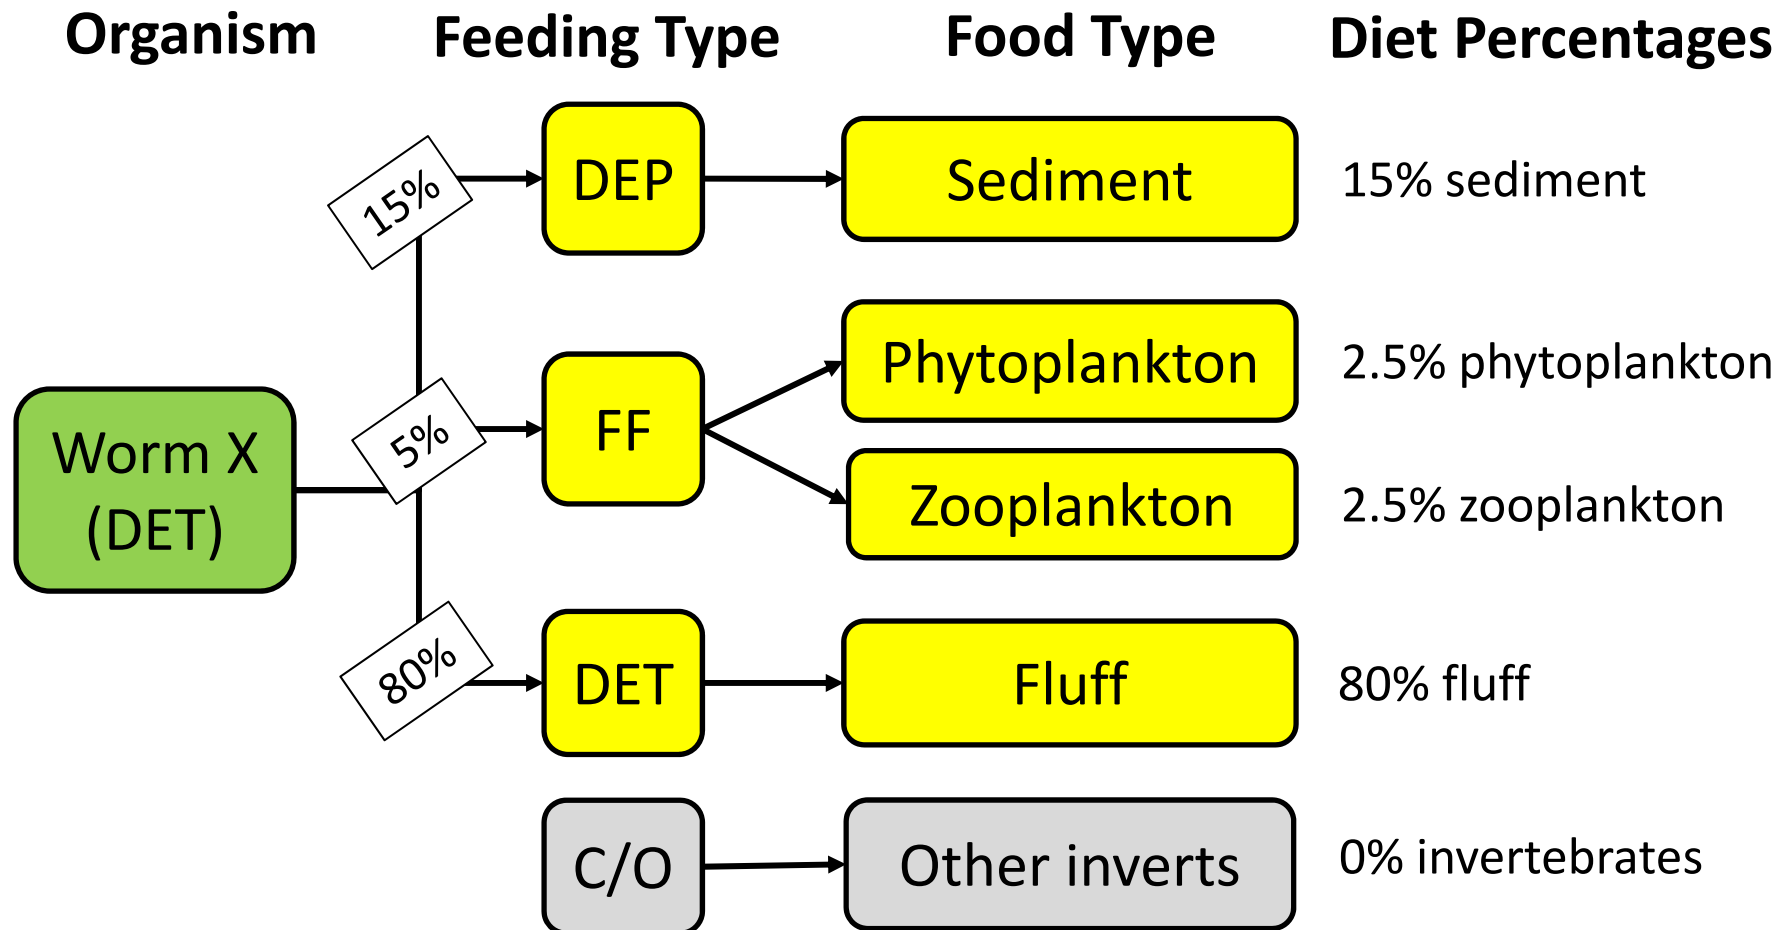 Organism Feeding Type Food Type Diet Percentages
15% DEP Sediment 15% sediment
Phytoplankton 2.5% phytoplankton
Worm X
(DET)
5% FF
Zooplankton 2.5% zooplankton
80% DET Fluff 80% fluff
C/O Other inverts 0% invertebrates